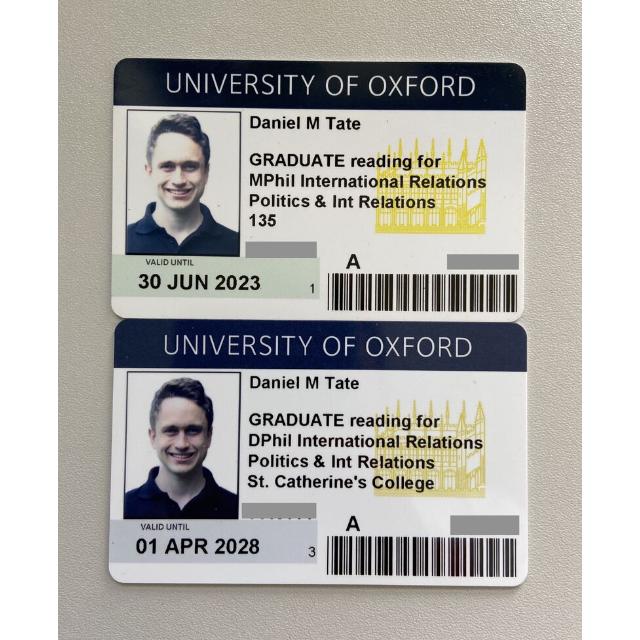 UNIVERSITY OF OXFORD
Daniel M Tate
GRADUATE reading for
MPhil International Relations
Politics & Int Relations
135
VALID UNTIL
30 JUN 2023
1
A
UNIVERSITY OF OXFORD
Daniel M Tate
GRADUATE reading for
DPhil International Relations
Politics & Int Relations
St. Catherine's College
VALID UNTIL
01 APR 2028
3
A